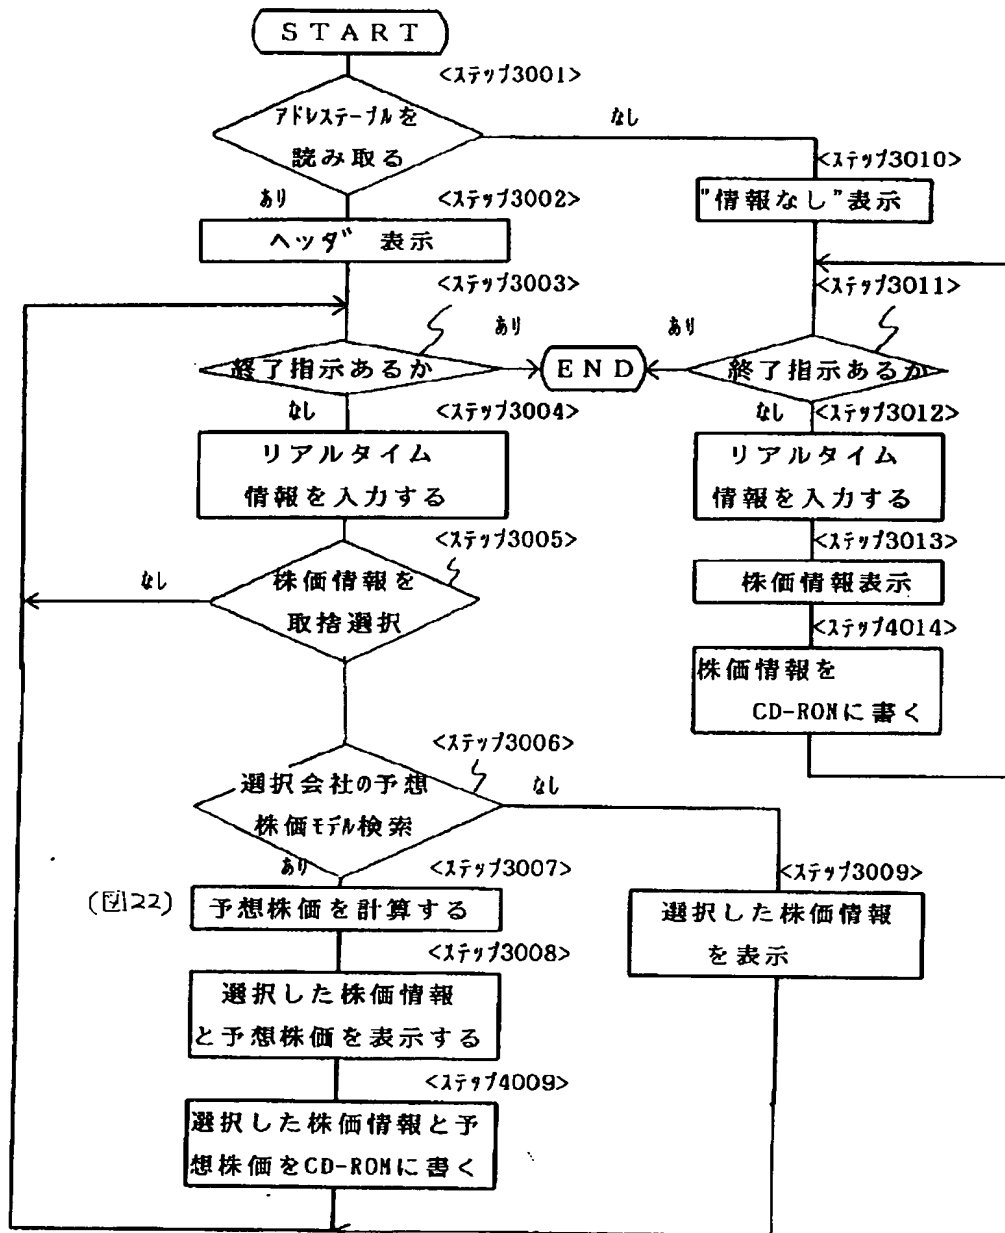 START
<ステップ3001>
アドレステーブルを
読み取る
なし
あり
<ステップ3002>
ヘッダ 表示
<ステップ3010>
"情報なし"表示
<ステップ3003>
終了指示あるか
あり
END
あり
<ステップ3011>
終了指示あるか
なし
<ステップ3004>
リアルタイム
情報を入力する
なし
<ステップ3012>
リアルタイム
情報を入力する
<ステップ3005>
株価情報を
取捨選択
なし
<ステップ3013>
株価情報表示
<ステップ4014>
株価情報を
CD-ROMに書く
<ステップ3006>
選択会社の予想
株価モデル検索
なし
あり
<ステップ3007>
(図22)
予想株価を計算する
<ステップ3009>
選択した株価情報
を表示
<ステップ3008>
選択した株価情報
と予想株価を表示する
<ステップ4009>
選択した株価情報と予
想株価をCD-ROMに書く